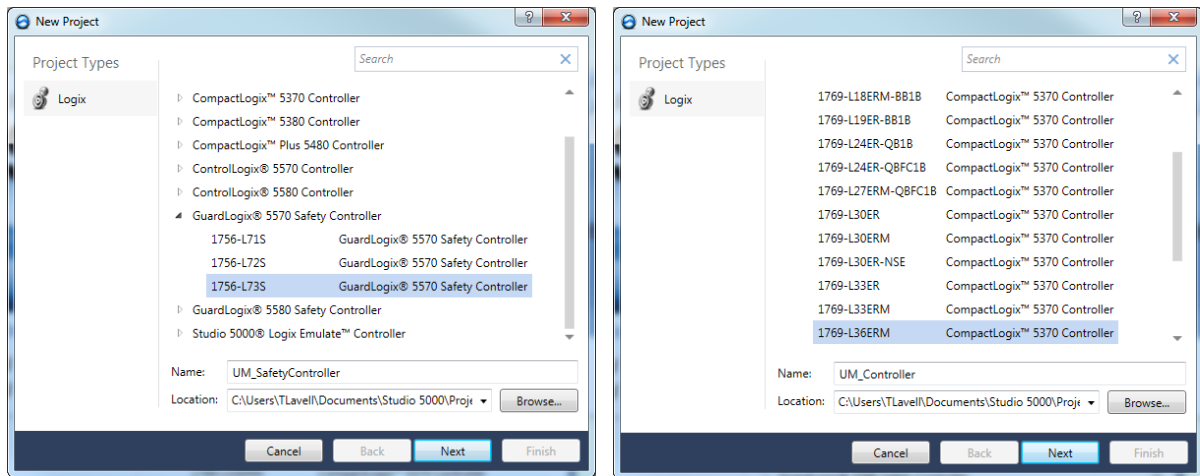 New Project
Project Types
Search
Logix
CompactLogix™ 5370 Controller
CompactLogix™ 5380 Controller
CompactLogix™ Plus 5480 Controller
ControlLogix® 5570 Controller
ControlLogix® 5580 Controller
GuardLogix® 5570 Safety Controller
1756-L71S GuardLogix® 5570 Safety Controller
1756-L72S GuardLogix® 5570 Safety Controller
1756-L73S GuardLogix® 5570 Safety Controller
GuardLogix® 5580 Safety Controller
Studio 5000® Logix Emulate™ Controller
Name: UM_SafetyController
Location: C:\Users\TLavell\Documents\Studio 5000\Proje Browse...
Cancel Back Next Finish
New Project
Project Types
Search
Logix
1769-L18ERM-BB1B CompactLogix™ 5370 Controller
1769-L19ER-BB1B CompactLogix™ 5370 Controller
1769-L24ER-QB1B CompactLogix™ 5370 Controller
1769-L24ER-QBFC1B CompactLogix™ 5370 Controller
1769-L27ERM-QBFC1B CompactLogix™ 5370 Controller
1769-L30ER CompactLogix™ 5370 Controller
1769-L30ERM CompactLogix™ 5370 Controller
1769-L30ER-NSE CompactLogix™ 5370 Controller
1769-L33ER CompactLogix™ 5370 Controller
1769-L33ERM CompactLogix™ 5370 Controller
1769-L36ERM CompactLogix™ 5370 Controller
Name: UM_Controller
Location: C:\Users\TLavell\Documents\Studio 5000\Proje Browse...
Cancel Back Next Finish